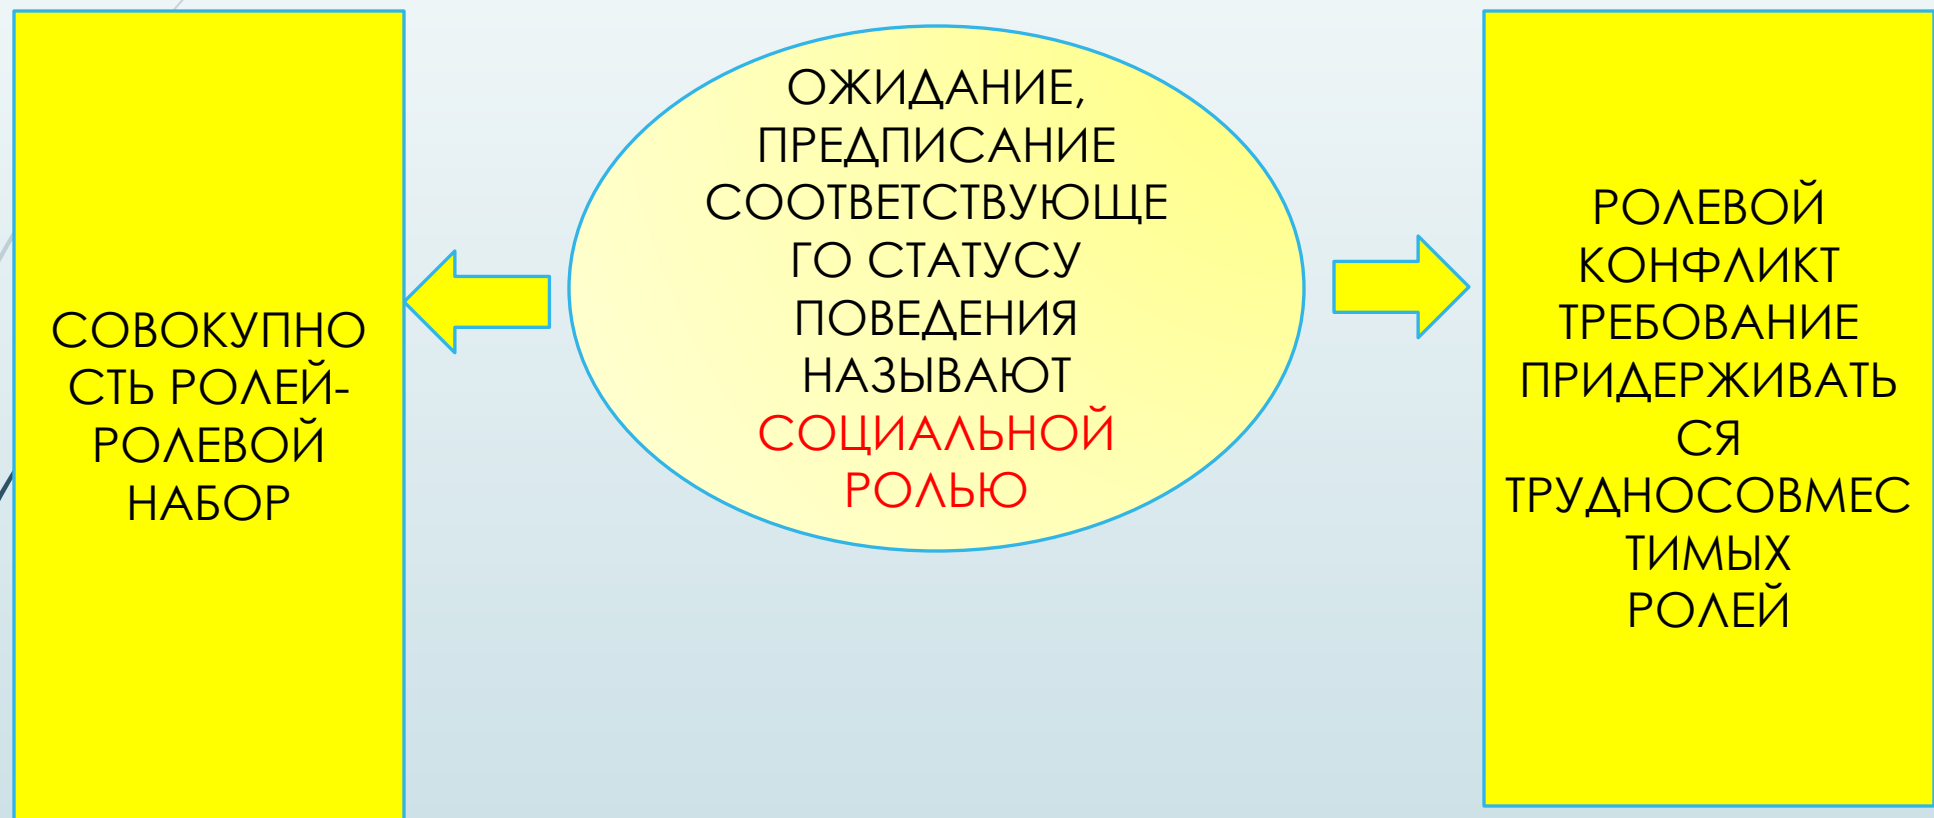 СОВОКУПНО
СТЬ РОЛЕЙ-
РОЛЕВОЙ
НАБОР
ОЖИДАНИЕ,
ПРЕДПИСАНИЕ
СООТВЕТСТВУЮЩЕ
ГО СТАТУСУ
ПОВЕДЕНИЯ
НАЗЫВАЮТ
СОЦИАЛЬНОЙ
РОЛЬЮ
РОЛЕВОЙ
КОНФЛИКТ
ТРЕБОВАНИЕ
ПРИДЕРЖИВАТЬ
СЯ
ТРУДНОСОВМЕС
ТИМЫХ
РОЛЕЙ